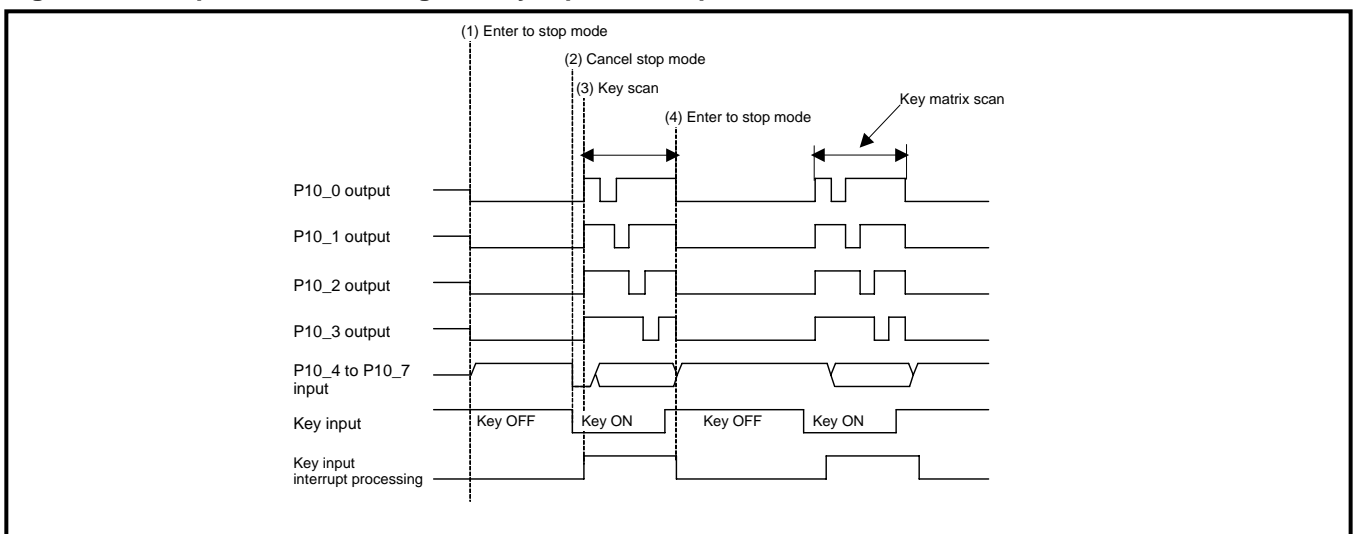 (1) Enter to stop mode
(2) Cancel stop mode
(3) Key scan
Key matrix scan
(4) Enter to stop mode
P10_0 output
P10_1 output
P10_2 output
P10_3 output
P10_4 to P10_7
input
Key input
Key OFF
Key ON
Key OFF
Key ON
Key input
interrupt processing